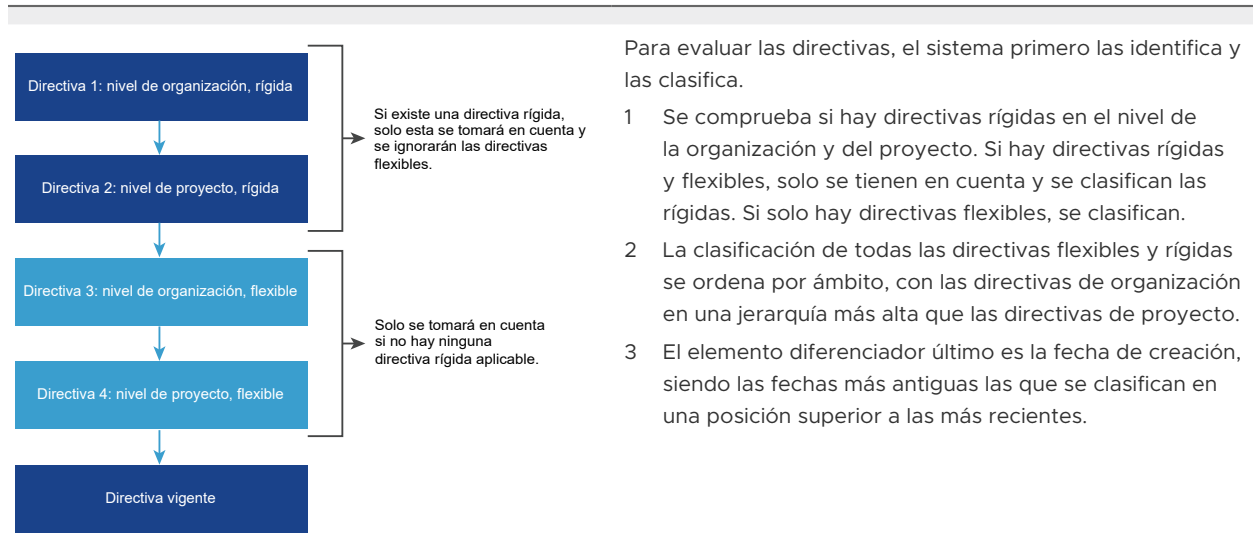 Directiva 1: nivel de organización, rígida
Directiva 2: nivel de proyecto, rígida
Directiva 3: nivel de organización, flexible
Directiva 4: nivel de proyecto, flexible
Directiva vigente
Si existe una directiva rígida,
solo esta se tomará en cuenta y
se ignorarán las directivas
flexibles.
Solo se tomará en cuenta
si no hay ninguna
directiva rígida aplicable.
Para evaluar las directivas, el sistema primero las identifica y
las clasifica.
1 Se comprueba si hay directivas rígidas en el nivel de
la organización y del proyecto. Si hay directivas rígidas
y flexibles, solo se tienen en cuenta y se clasifican las
rígidas. Si solo hay directivas flexibles, se clasifican.
2 La clasificación de todas las directivas flexibles y rígidas
se ordena por ámbito, con las directivas de organización
en una jerarquía más alta que las directivas de proyecto.
3 El elemento diferenciador último es la fecha de creación,
siendo las fechas más antiguas las que se clasifican en
una posición superior a las más recientes.